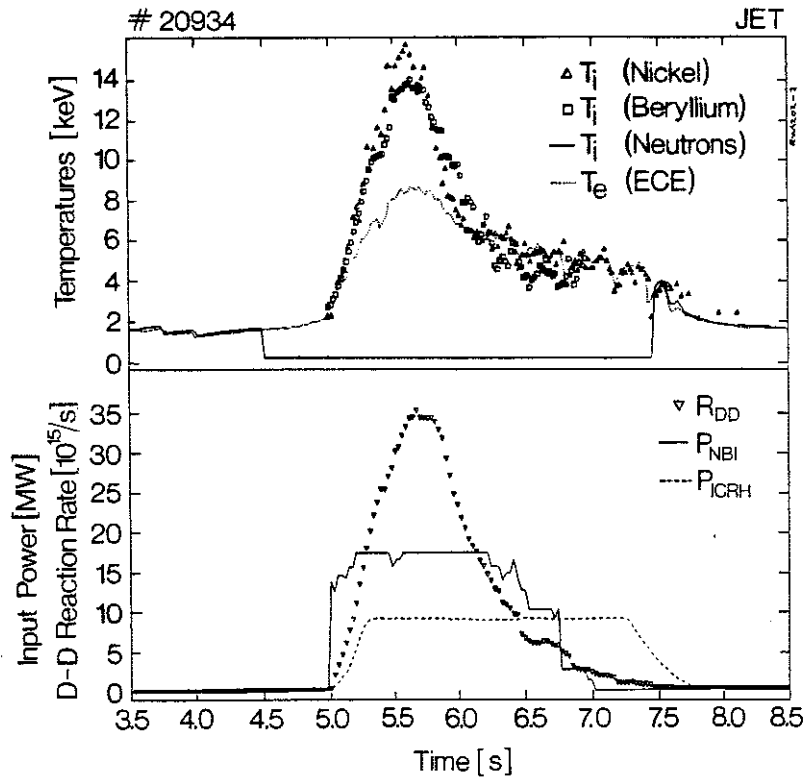 # 20934 JET
Temperatures [keV]
14
12
10
8
6
4
2
0
▵ Ti (Nickel)
▫ Ti (Beryllium)
— Ti (Neutrons)
Te (ECE)
Input Power [MW]
D-D Reaction Rate [10¹⁵/s]
35
30
25
20
15
10
5
0
▿ RDD
— PNBI
---- PICRH
3.5 4.0 4.5 5.0 5.5 6.0 6.5 7.0 7.5 8.0 8.5
Time [s]